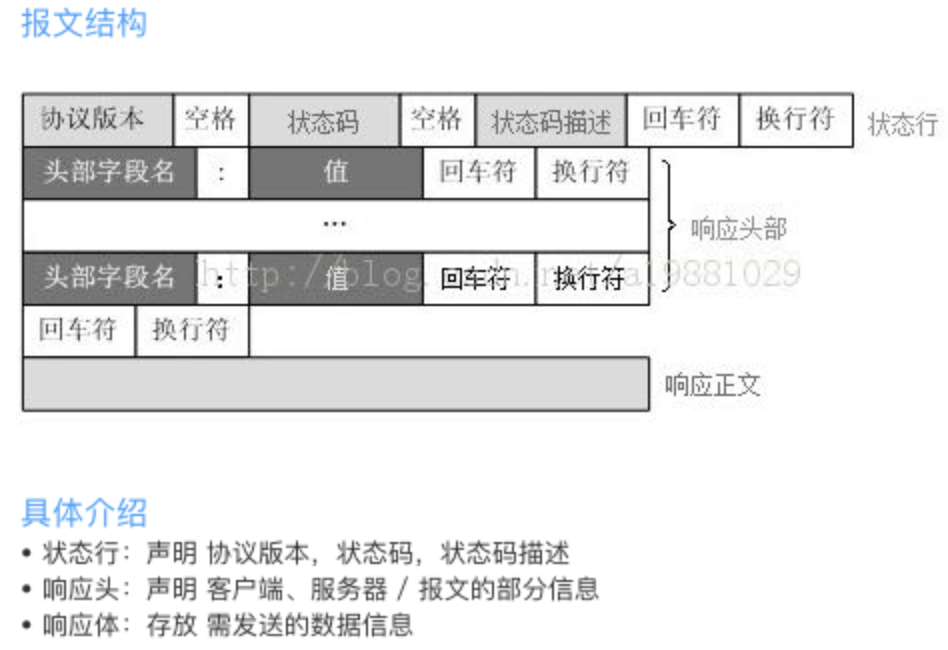 报文结构
协议版本 空格 状态码 空格 状态码描述 回车符 换行符 状态行
头部字段名 : 值 回车符 换行符
... 响应头部
头部字段名 : 值 回车符 换行符
回车符 换行符
响应正文
具体介绍
• 状态行：声明 协议版本，状态码，状态码描述
• 响应头：声明 客户端、服务器 / 报文的部分信息
• 响应体：存放 需发送的数据信息